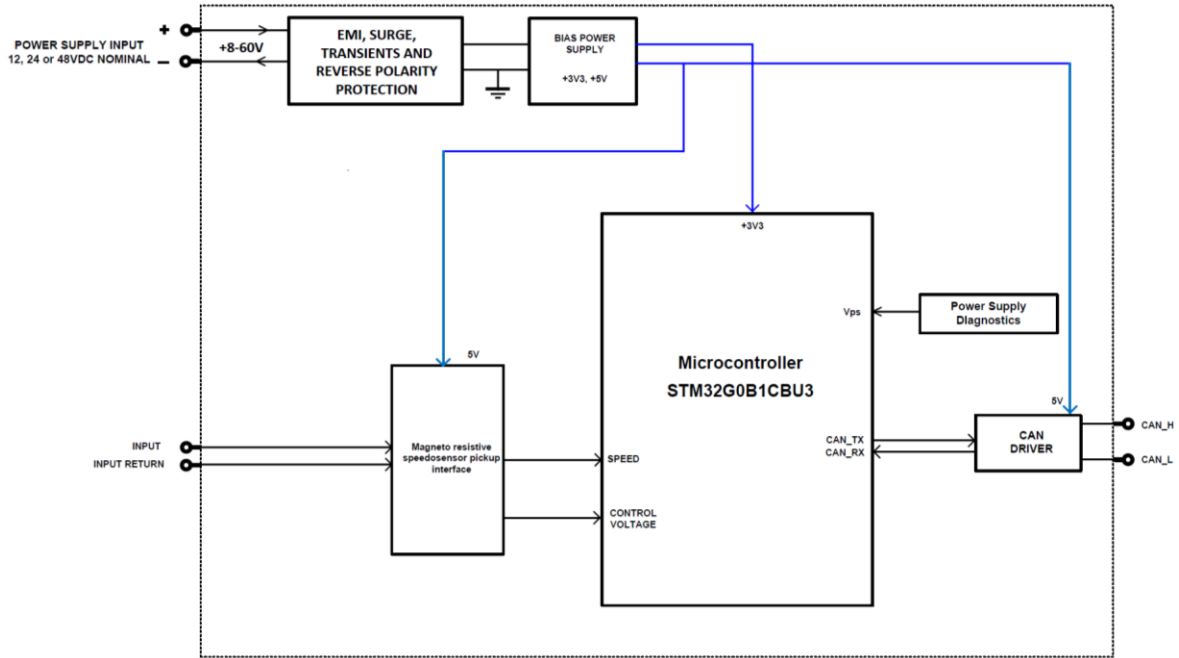 +
POWER SUPPLY INPUT
12, 24 or 48VDC NOMINAL
−
+8-60V
EMI, SURGE,
TRANSIENTS AND
REVERSE POLARITY
PROTECTION
BIAS POWER
SUPPLY
+3V3, +5V
+3V3
Vps
Power Supply
Diagnostics
Microcontroller
STM32G0B1CBU3
5V
Magneto resistive
speedosensor pickup
interface
INPUT
INPUT RETURN
SPEED
CONTROL
VOLTAGE
CAN_TX
CAN_RX
5V
CAN
DRIVER
CAN_H
CAN_L